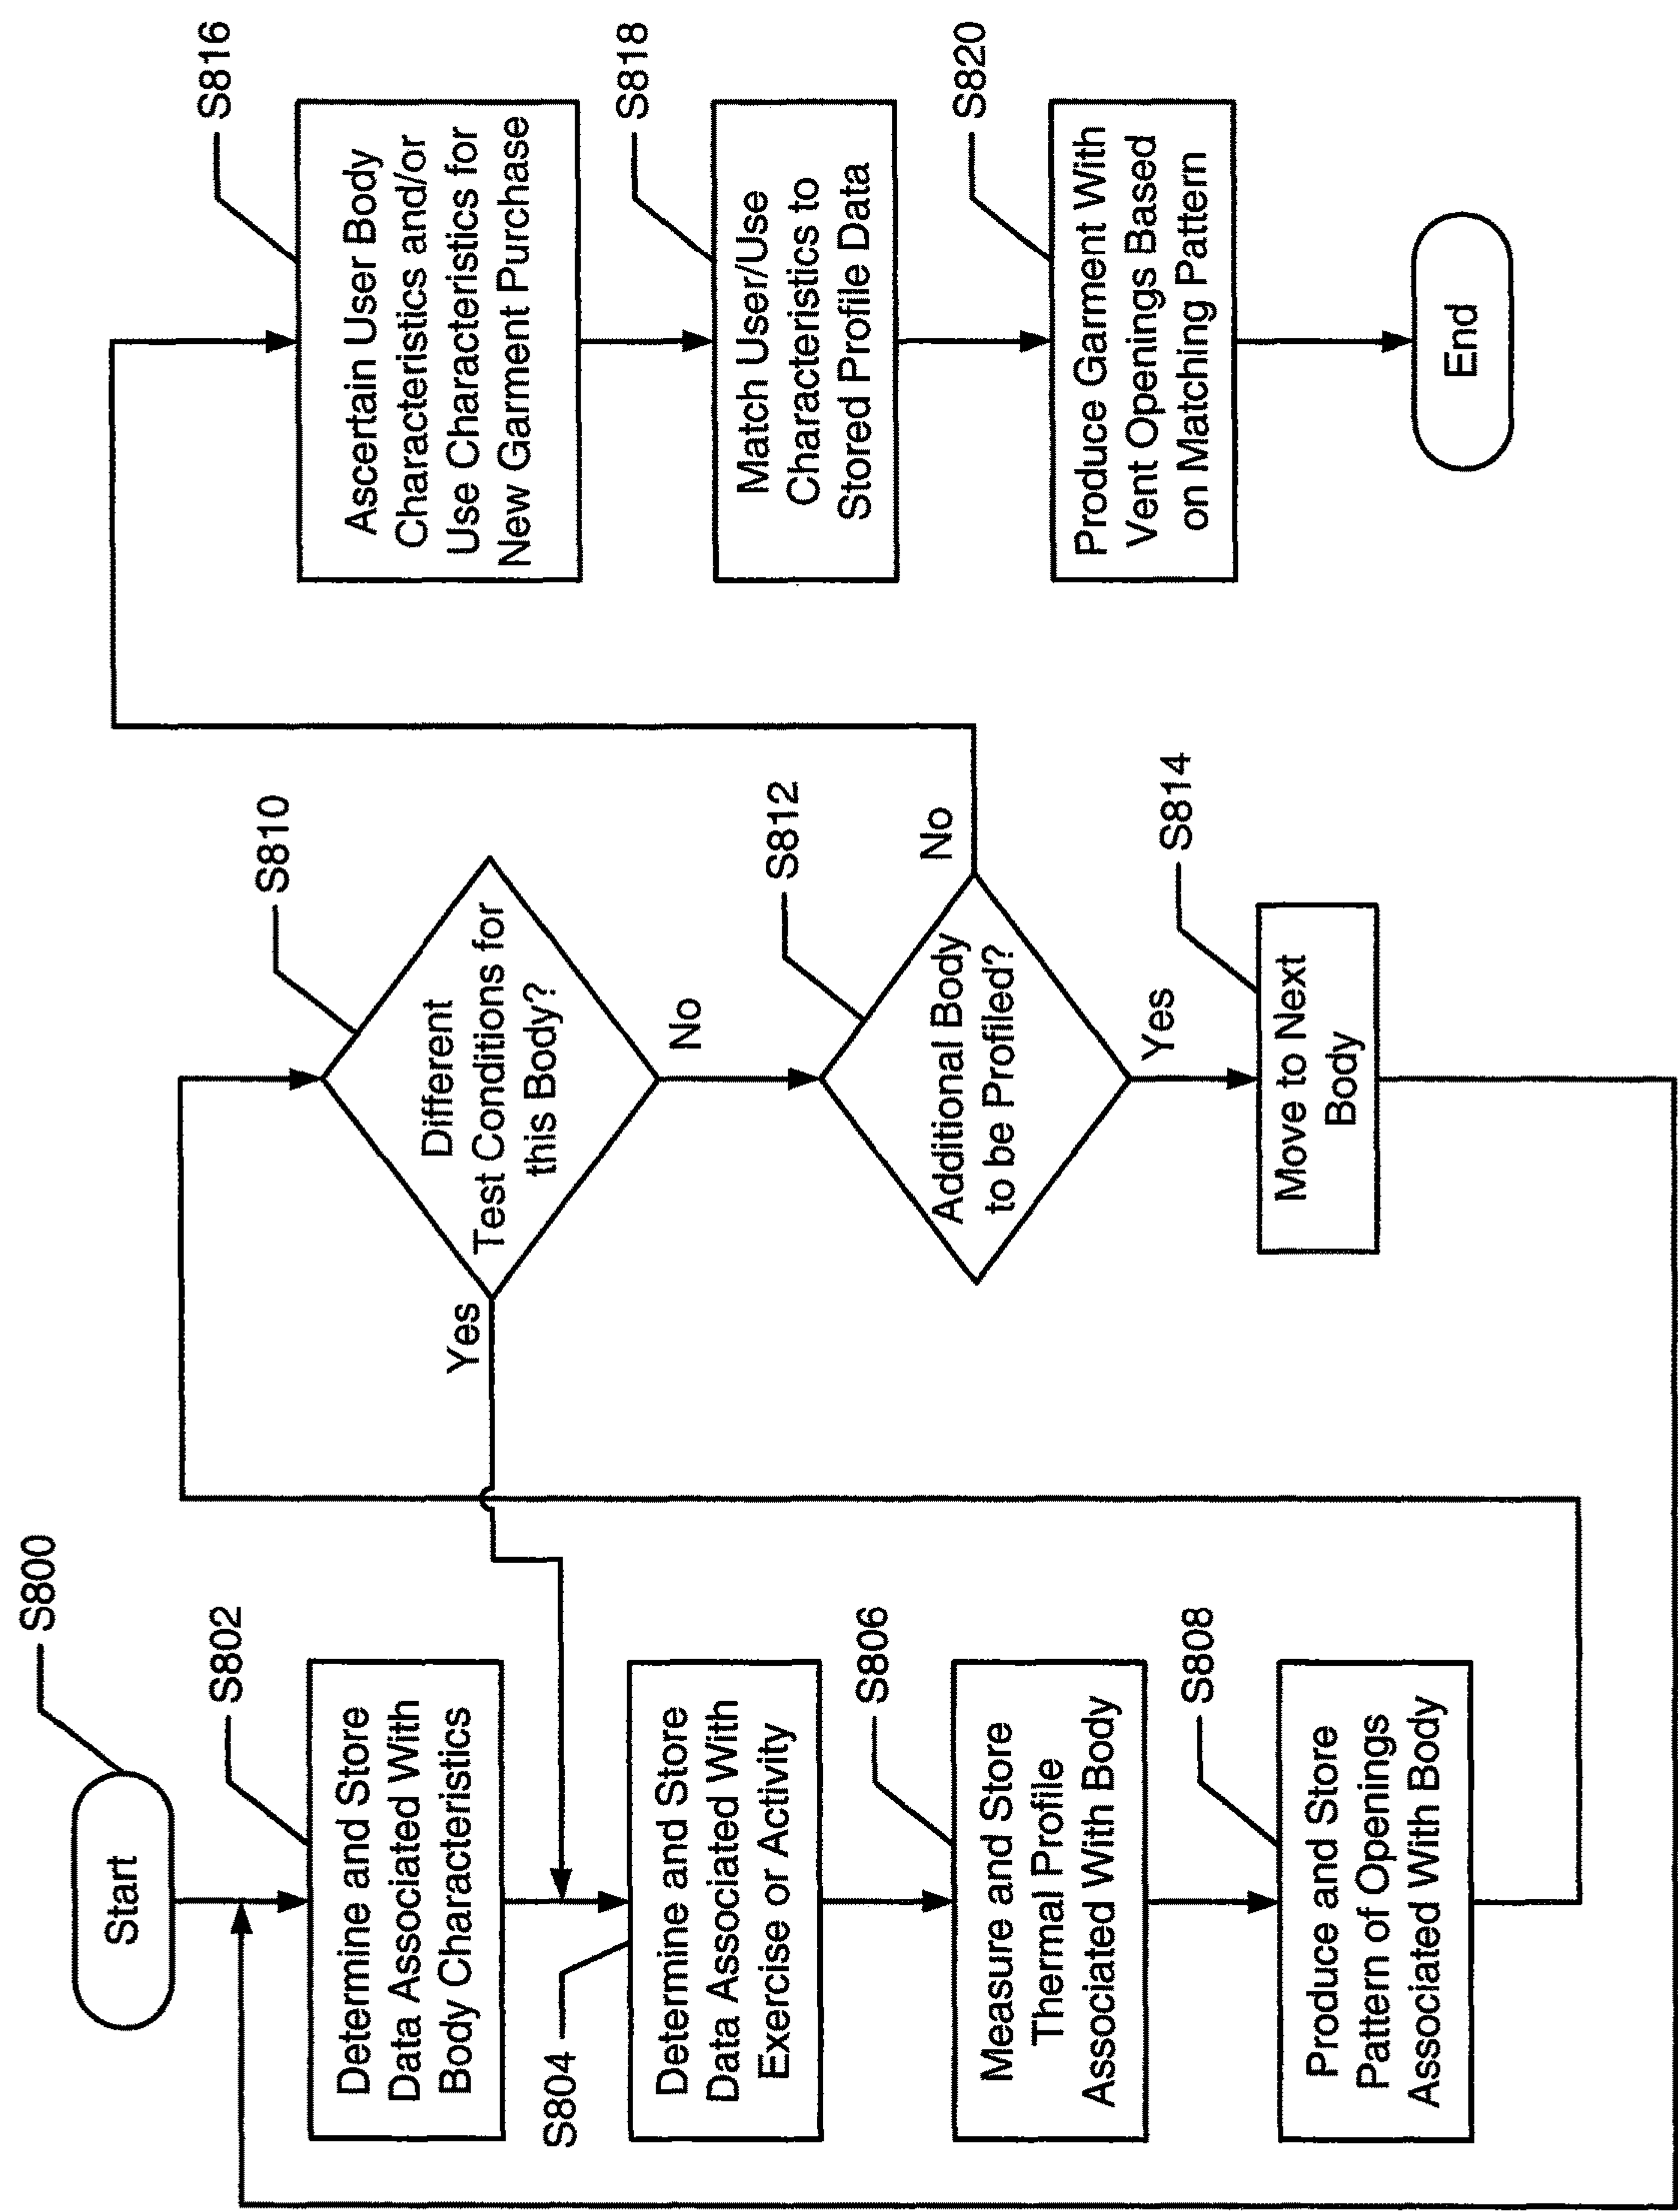 S800
Start
S802
Determine and Store
Data Associated With
Body Characteristics
S804
Determine and Store
Data Associated With
Exercise or Activity
S806
Measure and Store
Thermal Profile
Associated With Body
S808
Produce and Store
Pattern of Openings
Associated With Body
S810
Different
Test Conditions for
this Body?
Yes
No
S812
Additional Body
to be Profiled?
No
Yes
S814
Move to Next
Body
S816
Ascertain User Body
Characteristics and/or
Use Characteristics for
New Garment Purchase
S818
Match User/Use
Characteristics to
Stored Profile Data
S820
Produce Garment With
Vent Openings Based
on Matching Pattern
End